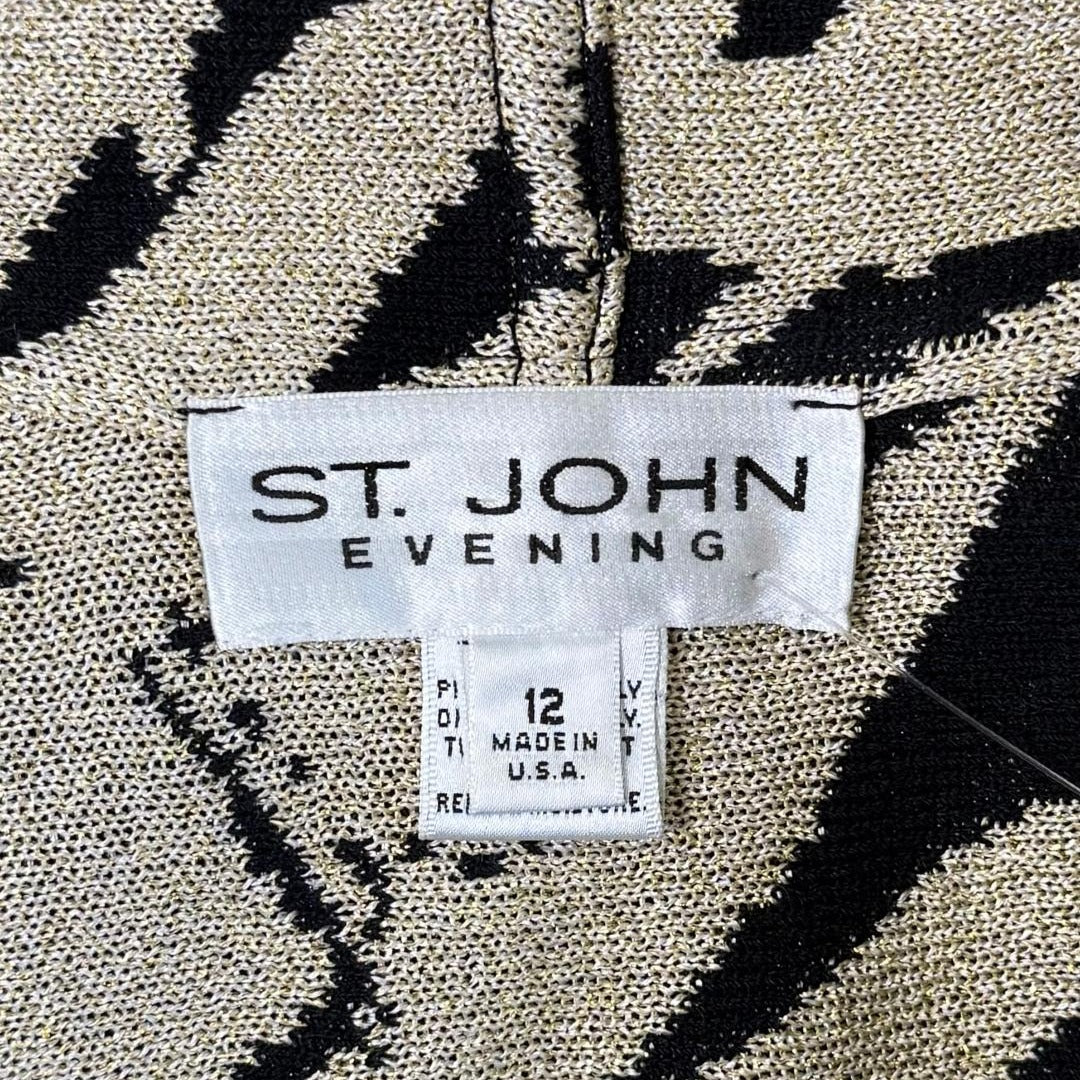 ST. JOHN
EVENING
12
MADE IN
U.S.A.